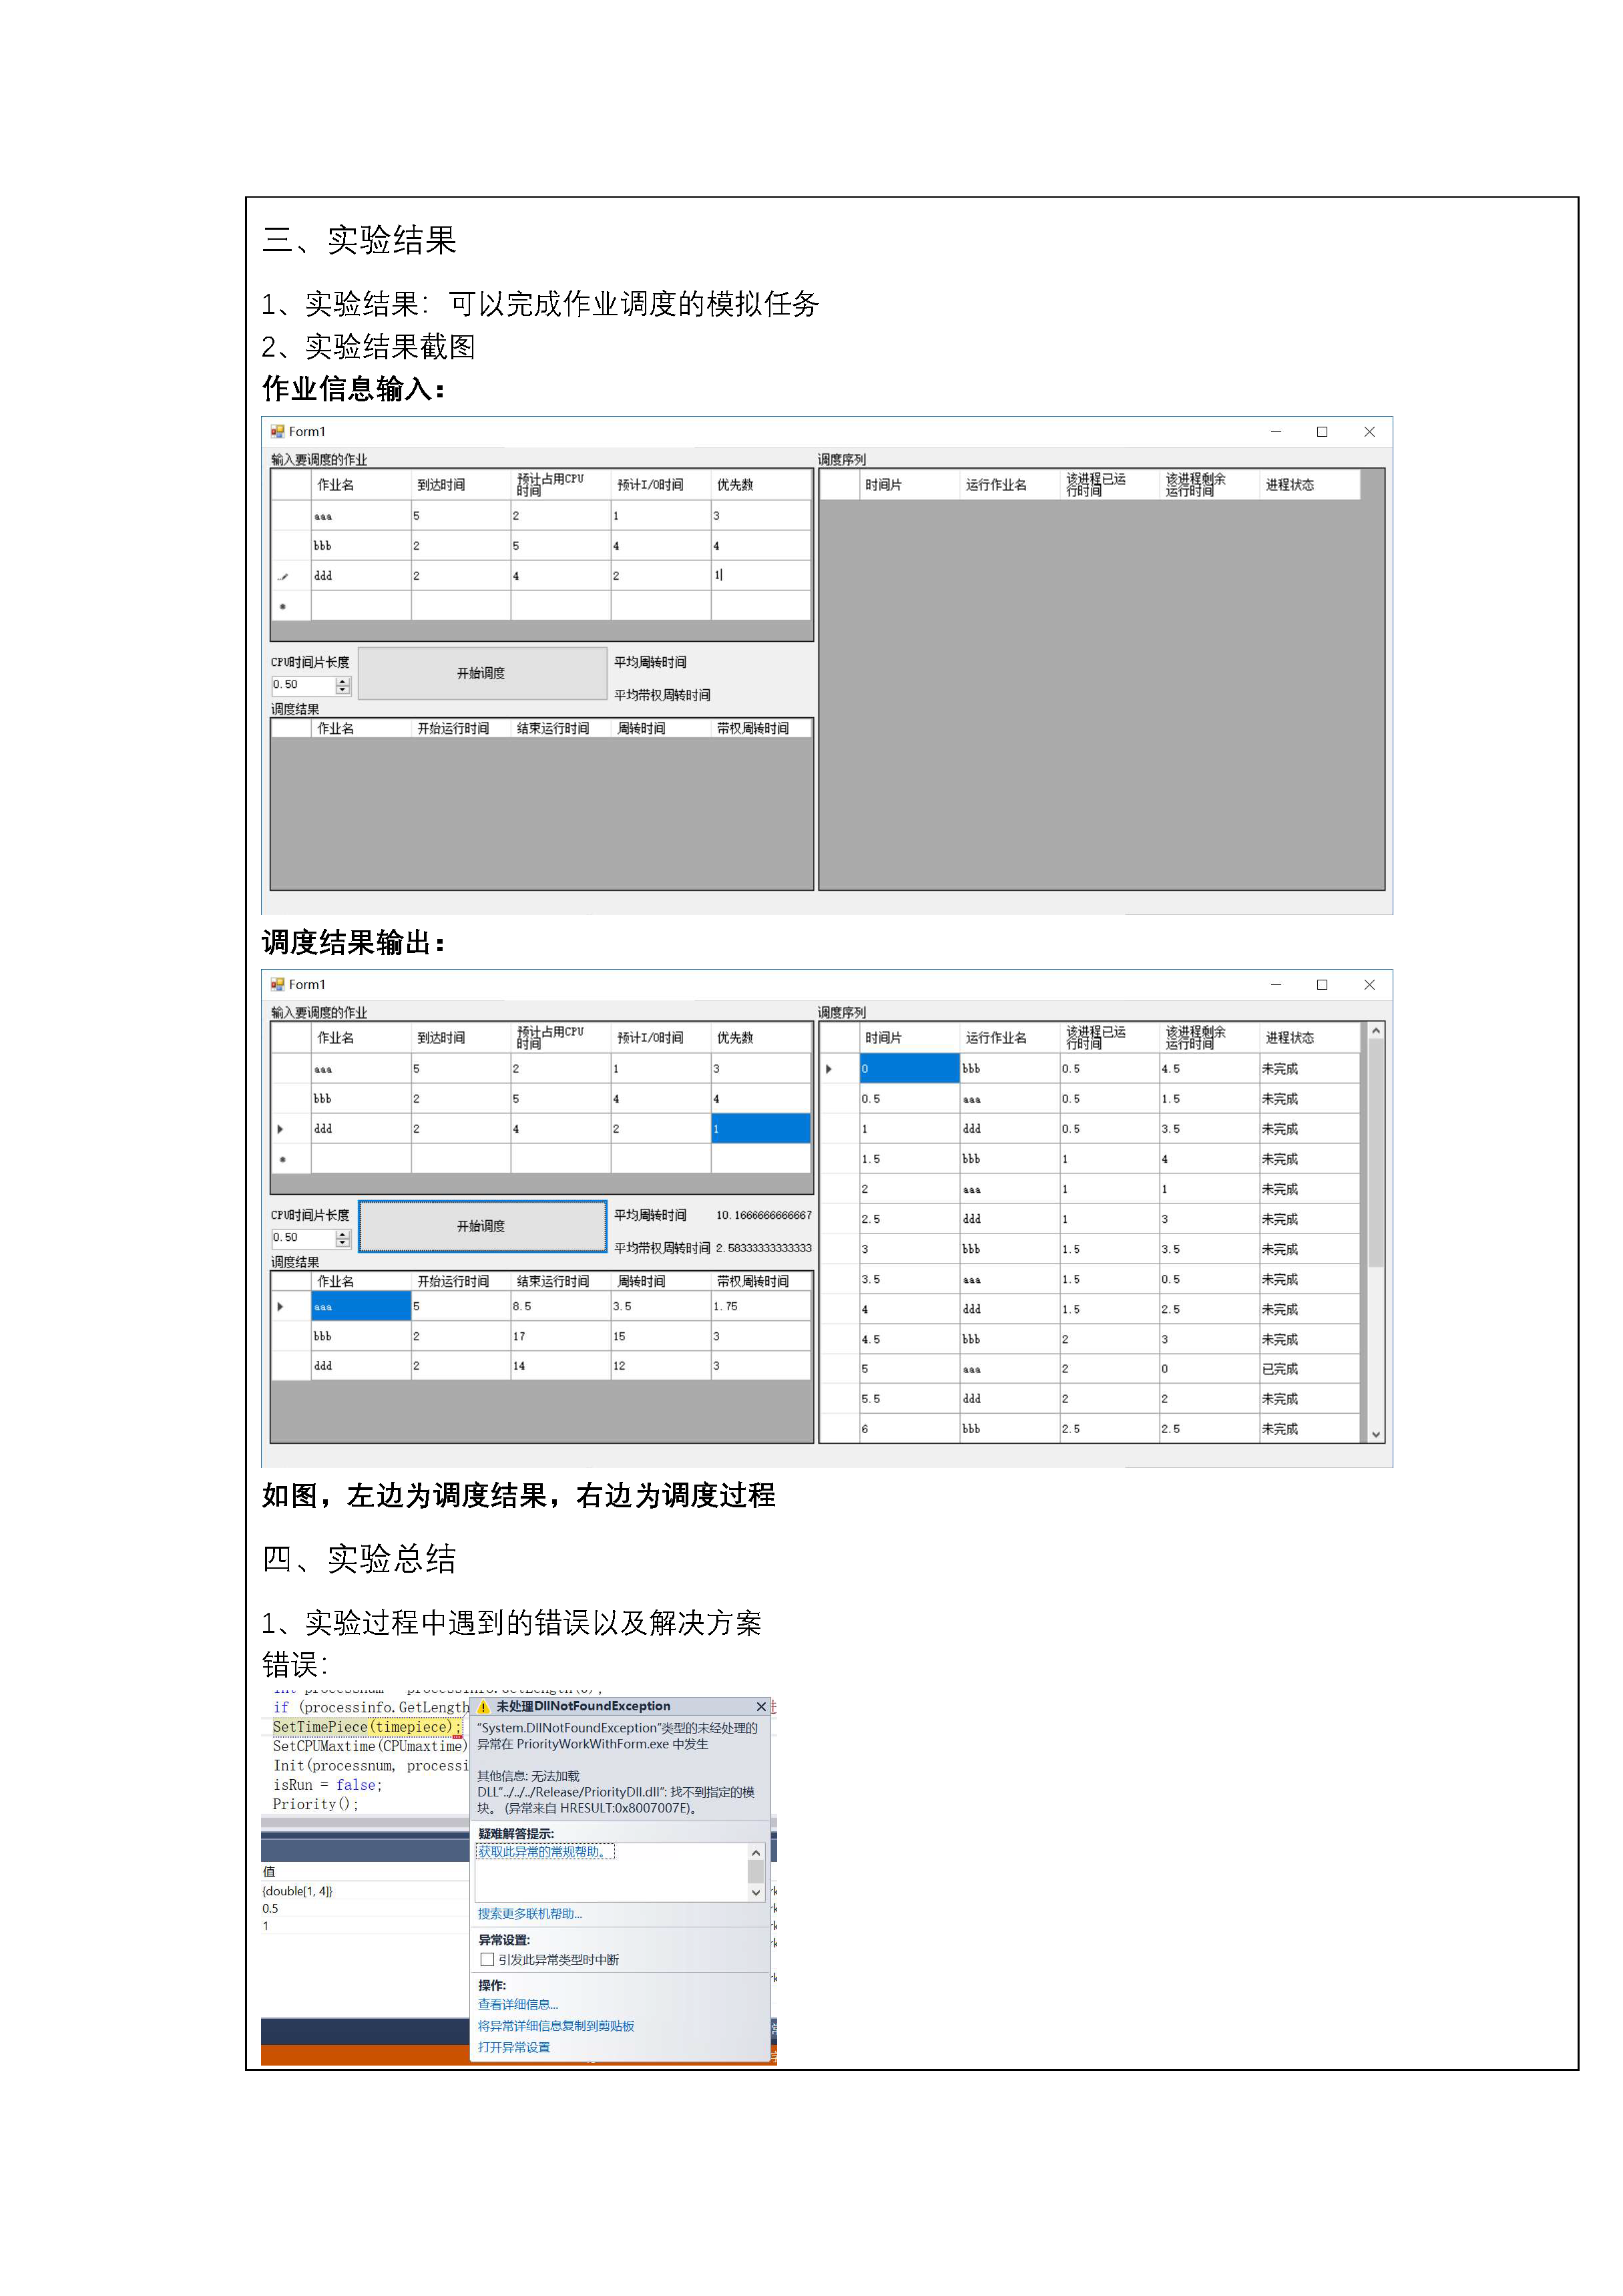 三、实验结果
1、实验结果：可以完成作业调度的模拟任务
2、实验结果截图
作业信息输入：
Form1
输入要调度的作业
作业名 到达时间 预计占用CPU时间 预计I/O时间 优先数
aaa 5 2 1 3
bbb 2 5 4 4
ddd 2 4 2 1
CPU时间片长度
0.50
开始调度
平均周转时间
平均带权周转时间
调度结果
作业名 开始运行时间 结束运行时间 周转时间 带权周转时间
调度序列
时间片 运行作业名 该进程已运行时间 该进程剩余运行时间 进程状态
调度结果输出：
Form1
输入要调度的作业
作业名 到达时间 预计占用CPU时间 预计I/O时间 优先数
aaa 5 2 1 3
bbb 2 5 4 4
ddd 2 4 2 1
CPU时间片长度
0.50
开始调度
平均周转时间 10.1666666666667
平均带权周转时间 2.58333333333333
调度结果
作业名 开始运行时间 结束运行时间 周转时间 带权周转时间
aaa 5 8.5 3.5 1.75
bbb 2 17 15 3
ddd 2 14 12 3
调度序列
时间片 运行作业名 该进程已运行时间 该进程剩余运行时间 进程状态
0 bbb 0.5 4.5 未完成
0.5 aaa 0.5 1.5 未完成
1 ddd 0.5 3.5 未完成
1.5 bbb 1 4 未完成
2 aaa 1 1 未完成
2.5 ddd 1 3 未完成
3 bbb 1.5 3.5 未完成
3.5 aaa 1.5 0.5 未完成
4 ddd 1.5 2.5 未完成
4.5 bbb 2 3 未完成
5 aaa 2 0 已完成
5.5 ddd 2 2 未完成
6 bbb 2.5 2.5 未完成
如图，左边为调度结果，右边为调度过程
四、实验总结
1、实验过程中遇到的错误以及解决方案
错误：
if (processinfo.GetLength
SetTimePiece(timepiece);
SetCPUMaxtime(CPUmaxtime)
Init(processnum, processi
isRun = false;
Priority();
值
{double[1, 4]}
0.5
1
未处理DllNotFoundException
“System.DllNotFoundException”类型的未经处理的
异常在 PriorityWorkWithForm.exe 中发生
其他信息: 无法加载
DLL“../../../Release/PriorityDll.dll”: 找不到指定的模
块。 (异常来自 HRESULT:0x8007007E)。
疑难解答提示:
获取此异常的常规帮助。
搜索更多联机帮助...
异常设置:
引发此异常类型时中断
操作:
查看详细信息...
将异常详细信息复制到剪贴板
打开异常设置